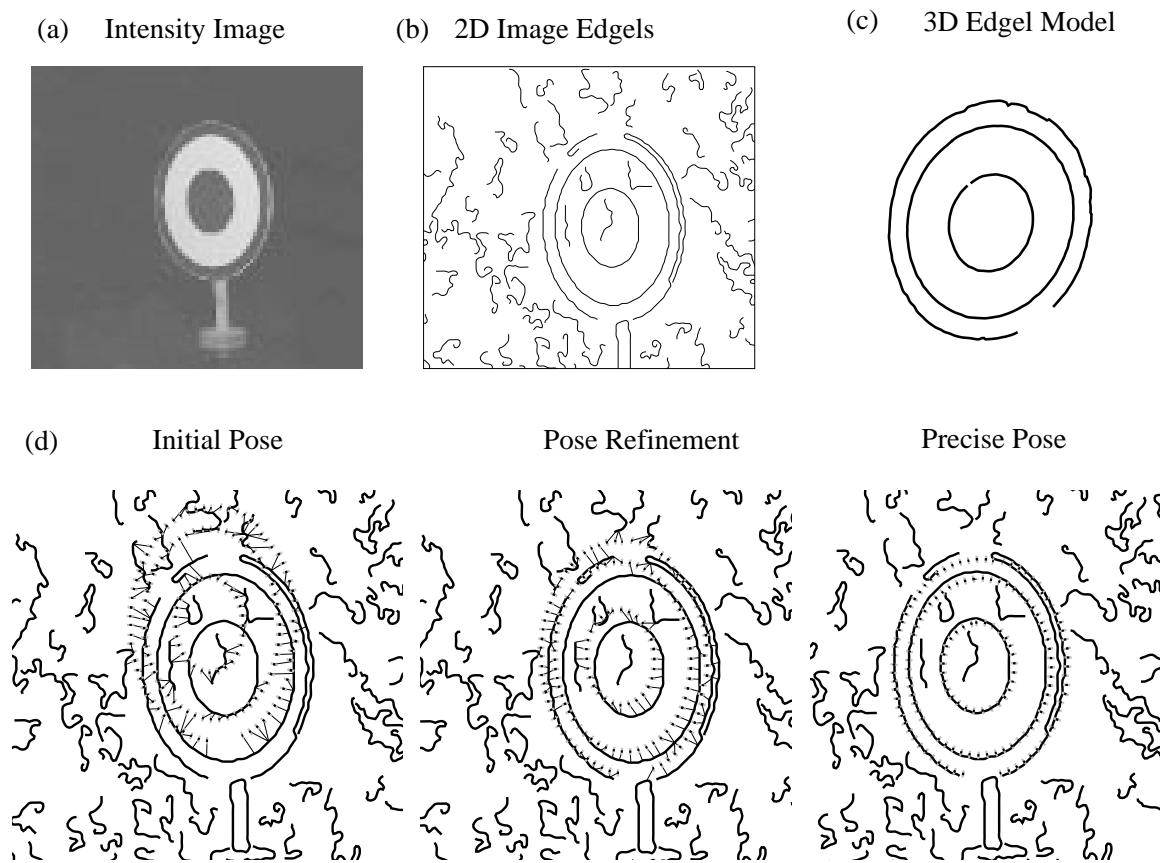 (a) Intensity Image
(b) 2D Image Edgels
(c) 3D Edgel Model
(d) Initial Pose
Pose Refinement
Precise Pose